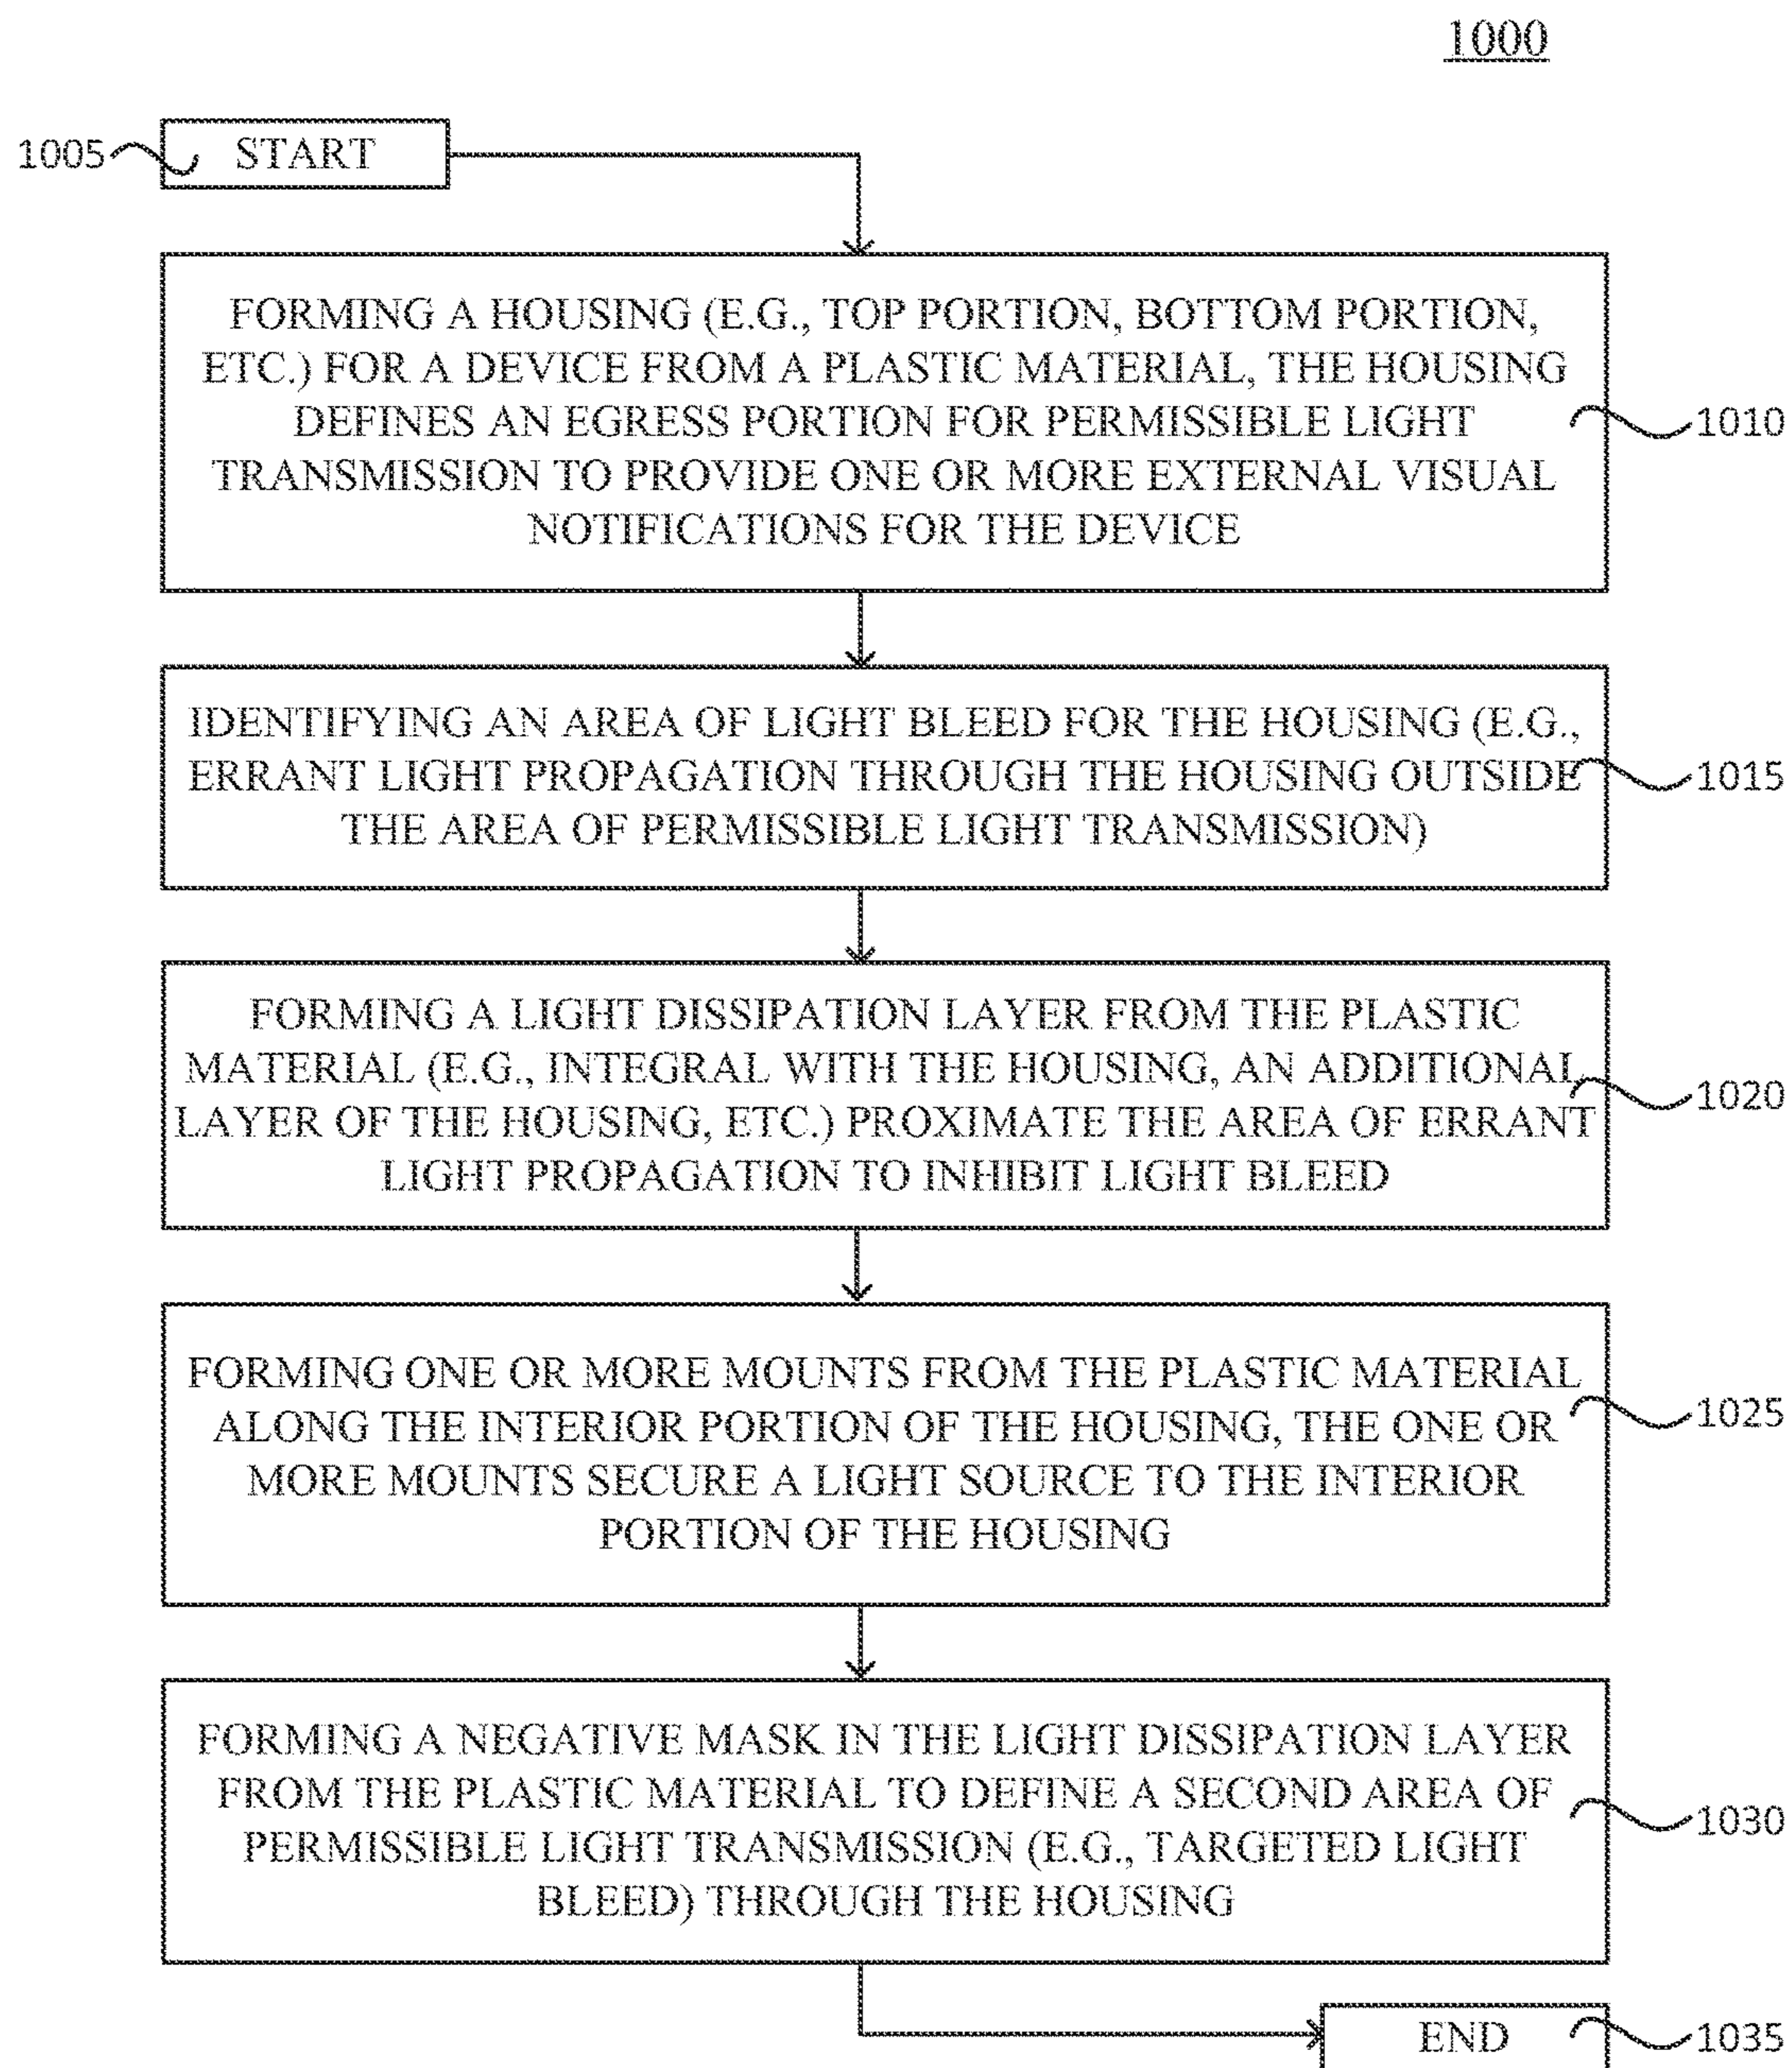 1000
1005 START
FORMING A HOUSING (E.G., TOP PORTION, BOTTOM PORTION,
ETC.) FOR A DEVICE FROM A PLASTIC MATERIAL, THE HOUSING
DEFINES AN EGRESS PORTION FOR PERMISSIBLE LIGHT
TRANSMISSION TO PROVIDE ONE OR MORE EXTERNAL VISUAL
NOTIFICATIONS FOR THE DEVICE
1010
IDENTIFYING AN AREA OF LIGHT BLEED FOR THE HOUSING (E.G.,
ERRANT LIGHT PROPAGATION THROUGH THE HOUSING OUTSIDE
THE AREA OF PERMISSIBLE LIGHT TRANSMISSION)
1015
FORMING A LIGHT DISSIPATION LAYER FROM THE PLASTIC
MATERIAL (E.G., INTEGRAL WITH THE HOUSING, AN ADDITIONAL
LAYER OF THE HOUSING, ETC.) PROXIMATE THE AREA OF ERRANT
LIGHT PROPAGATION TO INHIBIT LIGHT BLEED
1020
FORMING ONE OR MORE MOUNTS FROM THE PLASTIC MATERIAL
ALONG THE INTERIOR PORTION OF THE HOUSING, THE ONE OR
MORE MOUNTS SECURE A LIGHT SOURCE TO THE INTERIOR
PORTION OF THE HOUSING
1025
FORMING A NEGATIVE MASK IN THE LIGHT DISSIPATION LAYER
FROM THE PLASTIC MATERIAL TO DEFINE A SECOND AREA OF
PERMISSIBLE LIGHT TRANSMISSION (E.G., TARGETED LIGHT
BLEED) THROUGH THE HOUSING
1030
END 1035